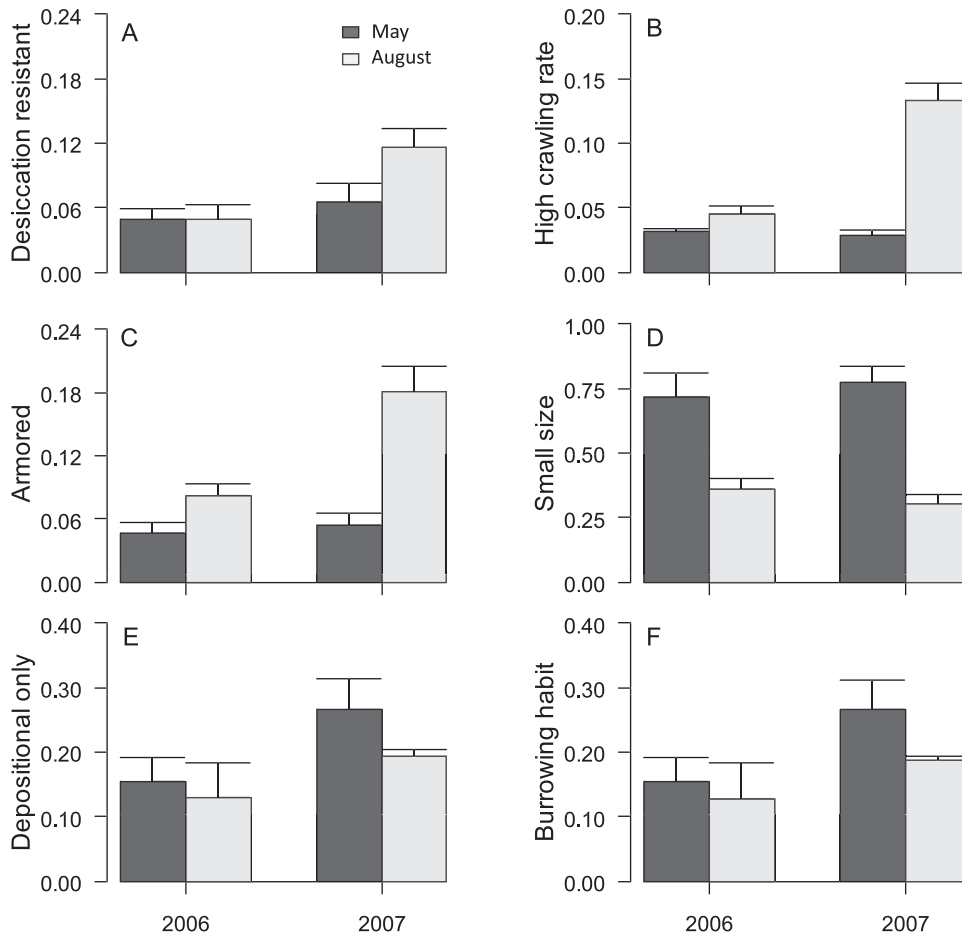 A
May
August
Desiccation resistant
0.24
0.18
0.12
0.06
0.00
B
High crawling rate
0.20
0.15
0.10
0.05
0.00
C
Armored
0.24
0.18
0.12
0.06
0.00
D
Small size
1.00
0.75
0.50
0.25
0.00
E
Depositional only
0.40
0.30
0.20
0.10
0.00
2006
2007
F
Burrowing habit
0.40
0.30
0.20
0.10
0.00
2006
2007